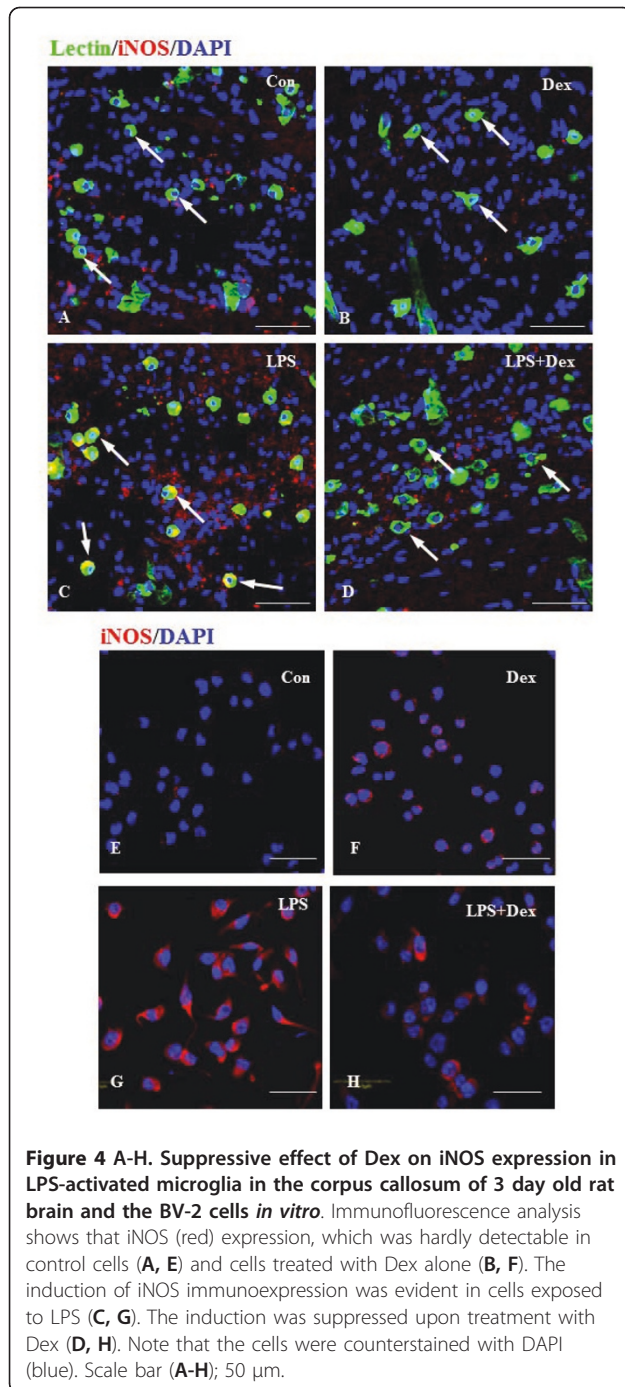 Lectin/iNOS/DAPI
Con
Dex
A
B
LPS
LPS+Dex
C
D
iNOS/DAPI
Con
Dex
E
F
LPS
LPS+Dex
G
H
Figure 4 A-H. Suppressive effect of Dex on iNOS expression in
LPS-activated microglia in the corpus callosum of 3 day old rat
brain and the BV-2 cells in vitro. Immunofluorescence analysis
shows that iNOS (red) expression, which was hardly detectable in
control cells (A, E) and cells treated with Dex alone (B, F). The
induction of iNOS immunoexpression was evident in cells exposed
to LPS (C, G). The induction was suppressed upon treatment with
Dex (D, H). Note that the cells were counterstained with DAPI
(blue). Scale bar (A-H); 50 μm.